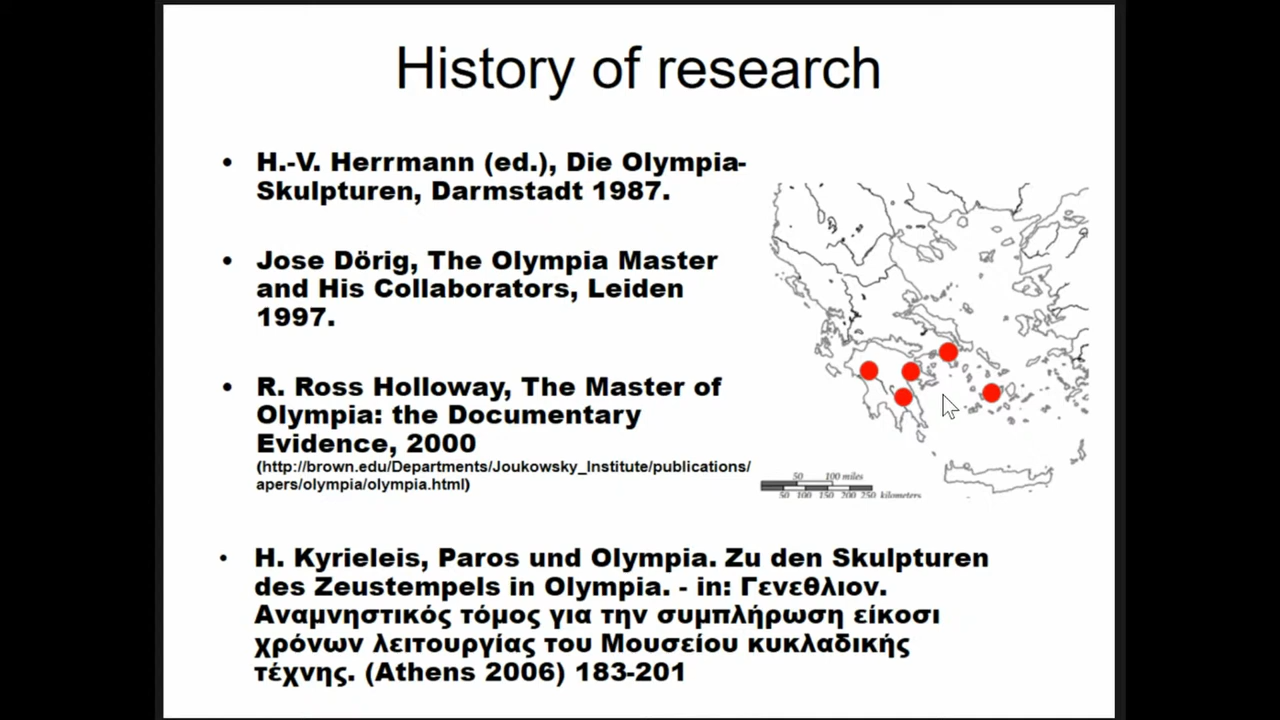 History of research
• H.-V. Herrmann (ed.), Die Olympia-
Skulpturen, Darmstadt 1987.
• Jose Dörig, The Olympia Master
and His Collaborators, Leiden
1997.
• R. Ross Holloway, The Master of
Olympia: the Documentary
Evidence, 2000
(http://brown.edu/Departments/Joukowsky_Institute/publications/
apers/olympia/olympia.html)
50 100 miles
50 100 150 200 250 kilometers
• H. Kyrieleis, Paros und Olympia. Zu den Skulpturen
des Zeustempels in Olympia. - in: Γενεθλιον.
Αναμνηστικός τόμος για την συμπλήρωση είκοσι
χρόνων λειτουργίας του Μουσείου κυκλαδικής
τέχνης. (Athens 2006) 183-201